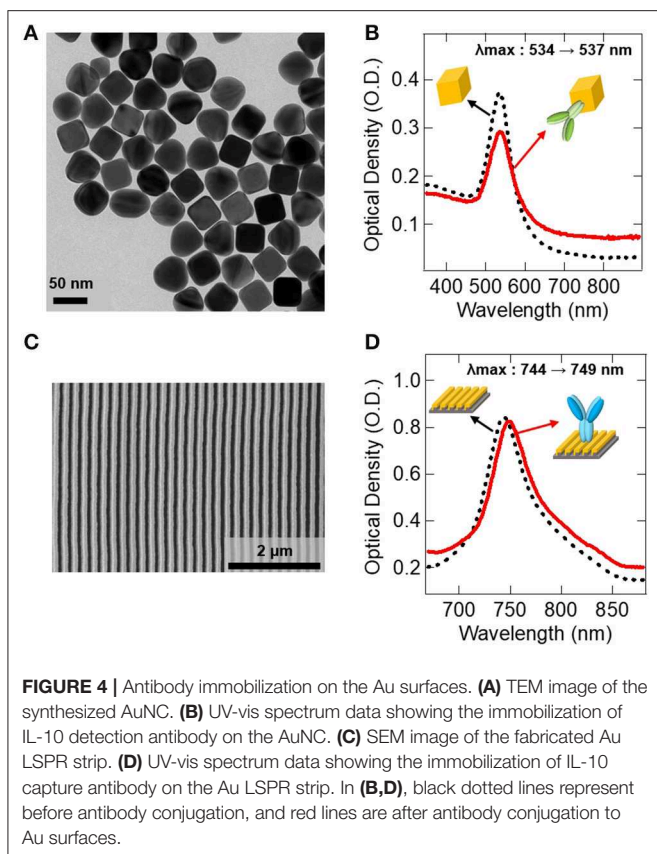 A
50 nm
B
λmax : 534 → 537 nm
Optical Density (O.D.)
0.4
0.3
0.2
0.1
400 500 600 700 800
Wavelength (nm)
C
2 µm
D
λmax : 744 → 749 nm
Optical Density (O.D.)
1.0
0.8
0.6
0.4
0.2
700 750 800 850
Wavelength (nm)
FIGURE 4 | Antibody immobilization on the Au surfaces. (A) TEM image of the
synthesized AuNC. (B) UV-vis spectrum data showing the immobilization of
IL-10 detection antibody on the AuNC. (C) SEM image of the fabricated Au
LSPR strip. (D) UV-vis spectrum data showing the immobilization of IL-10
capture antibody on the Au LSPR strip. In (B,D), black dotted lines represent
before antibody conjugation, and red lines are after antibody conjugation to
Au surfaces.